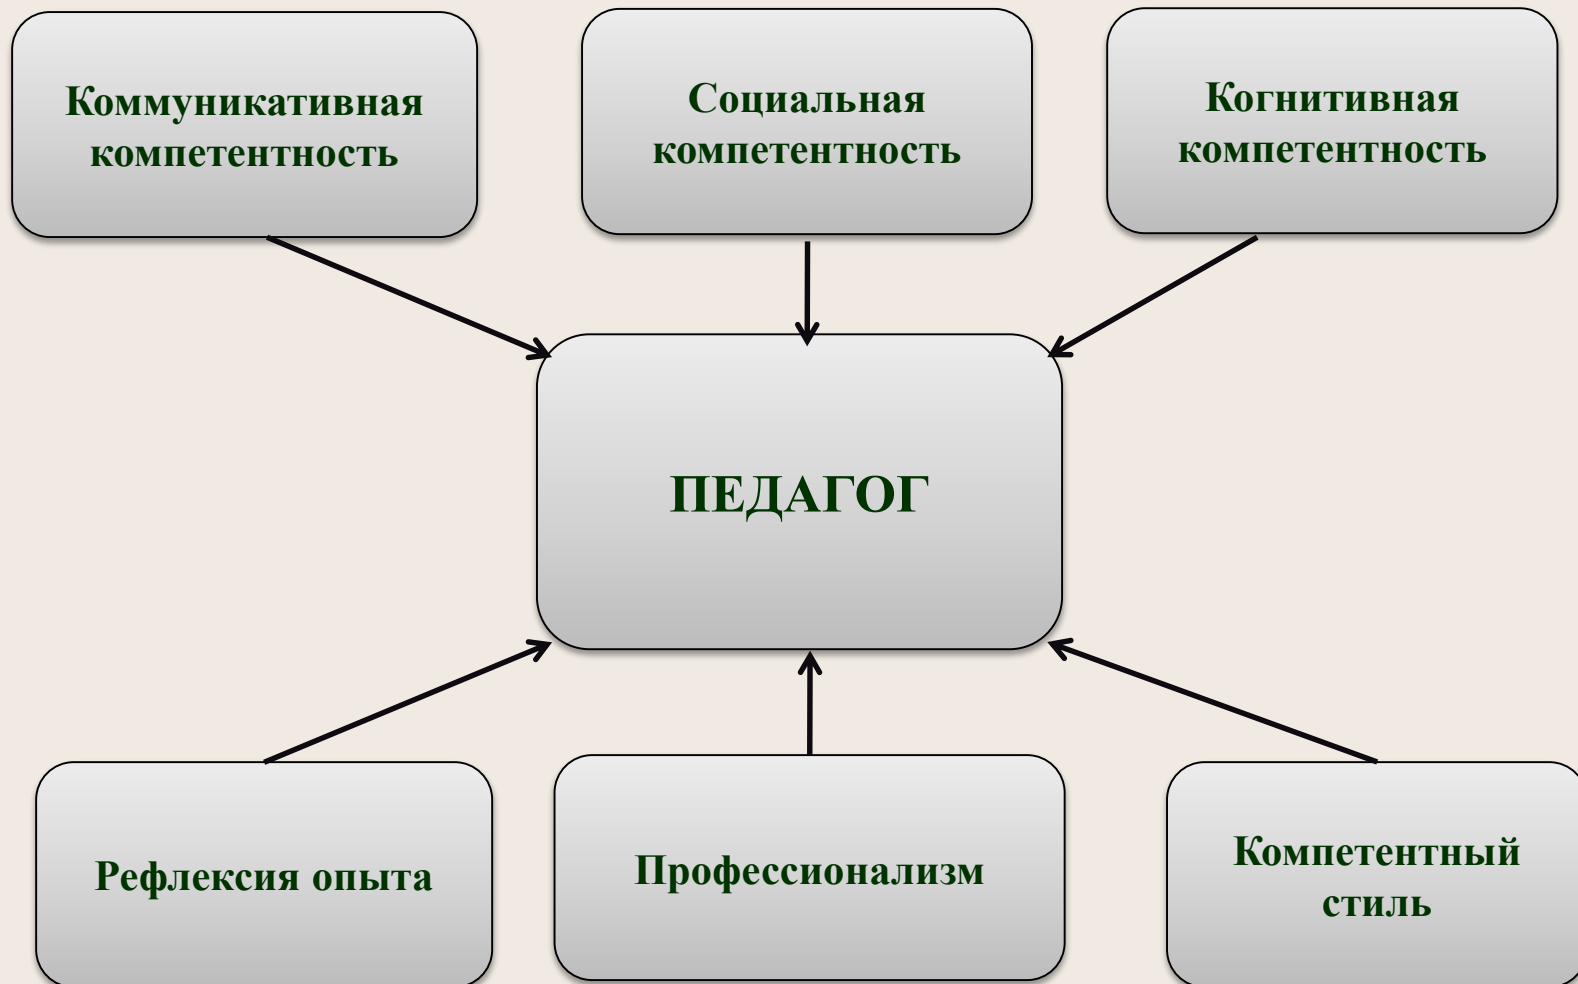 Коммуникативная
компетентность
Социальная
компетентность
Когнитивная
компетентность
ПЕДАГОГ
Рефлексия опыта
Профессионализм
Компетентный
стиль